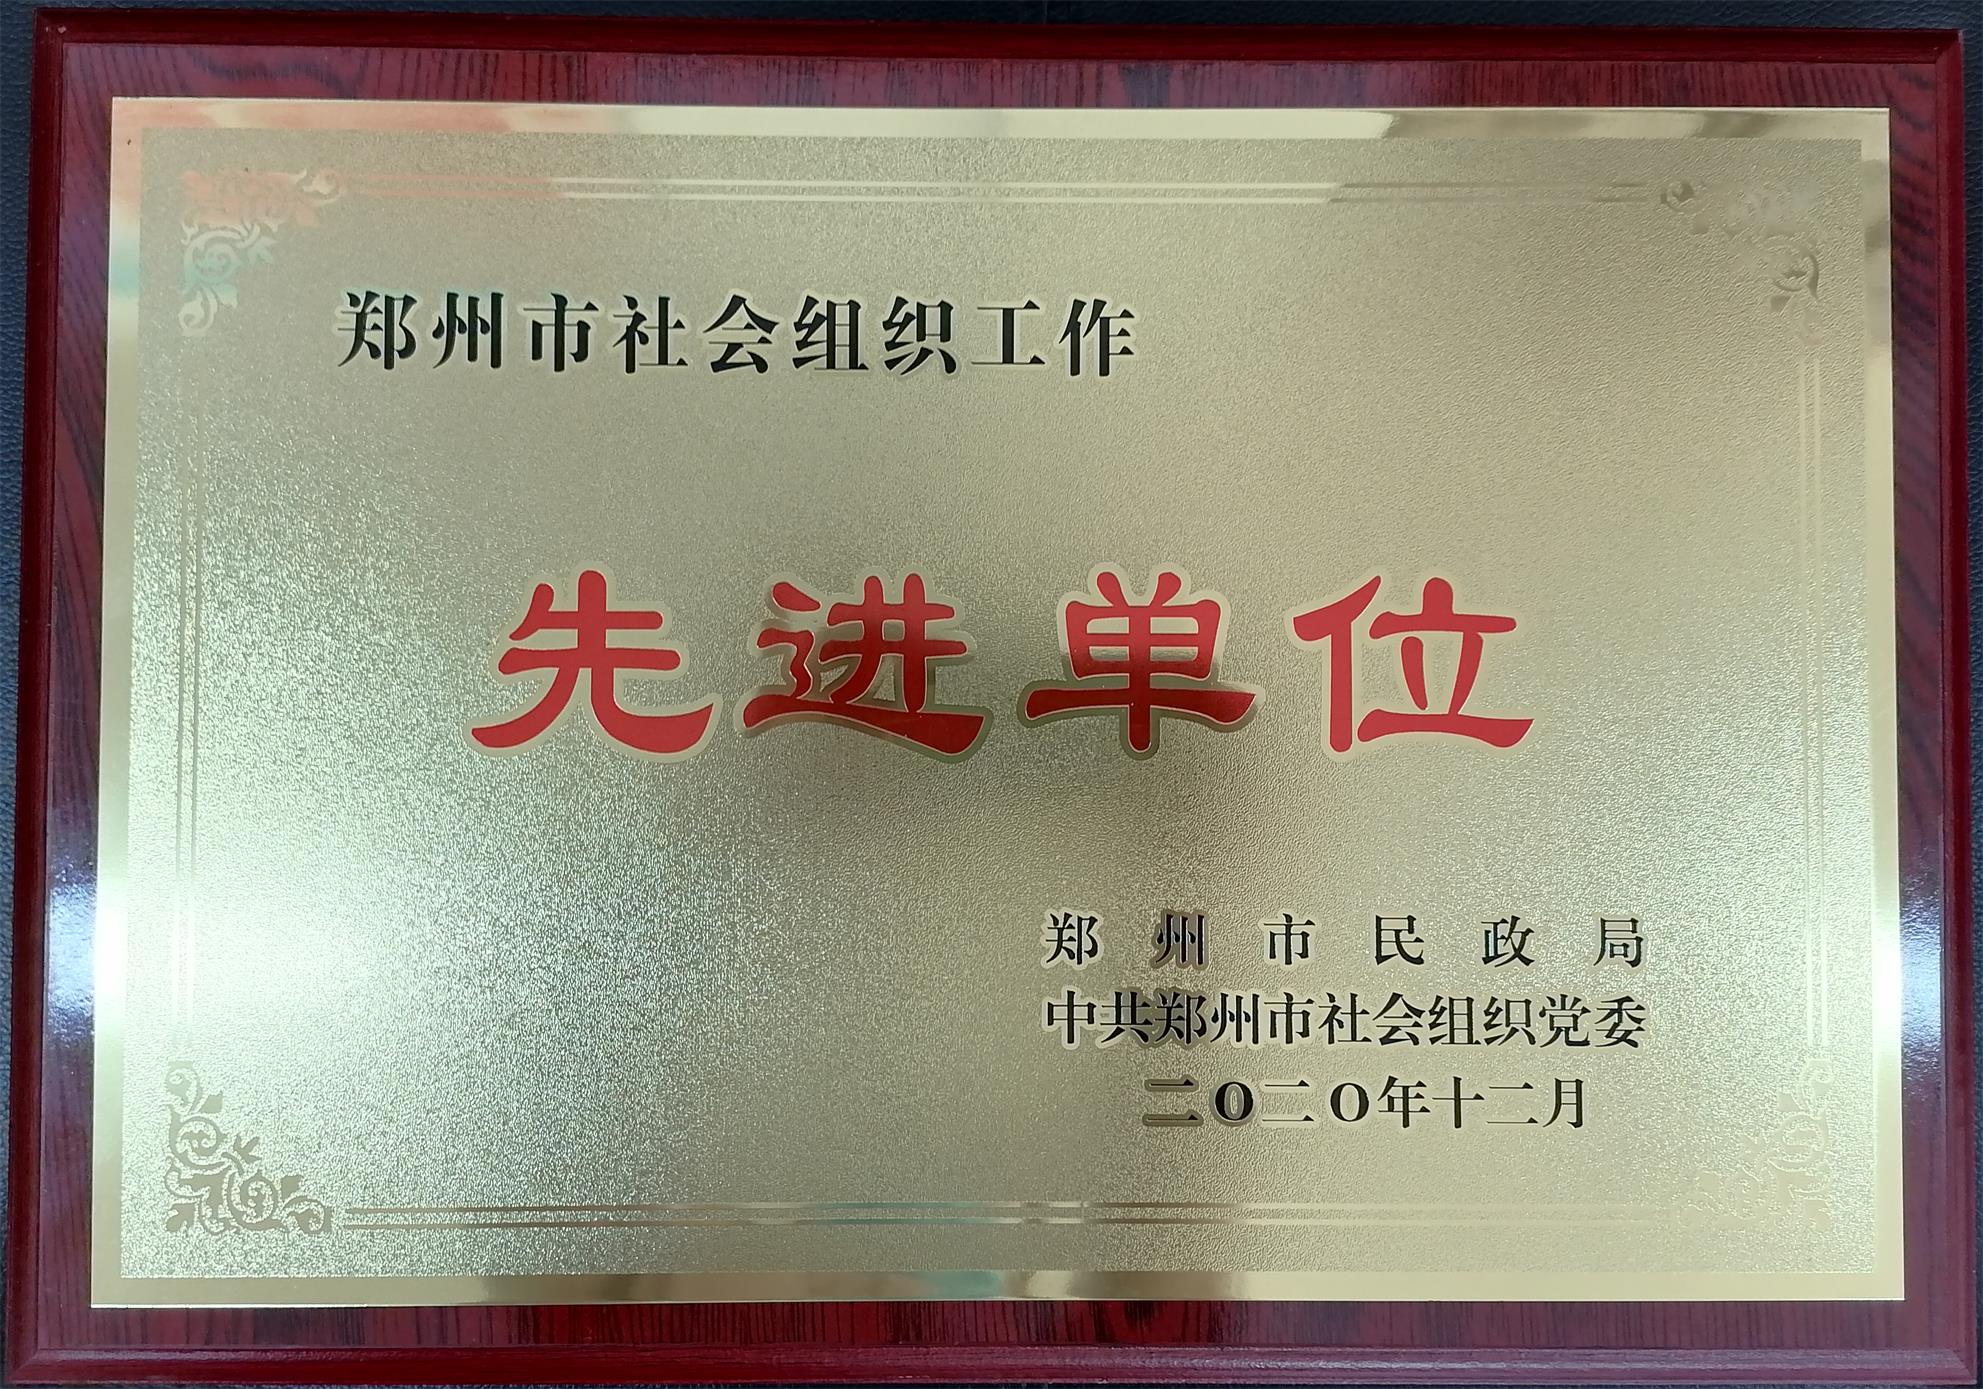 郑州市社会组织工作
先进单位
郑州市民政局
中共郑州市社会组织党委
二〇二〇年十二月